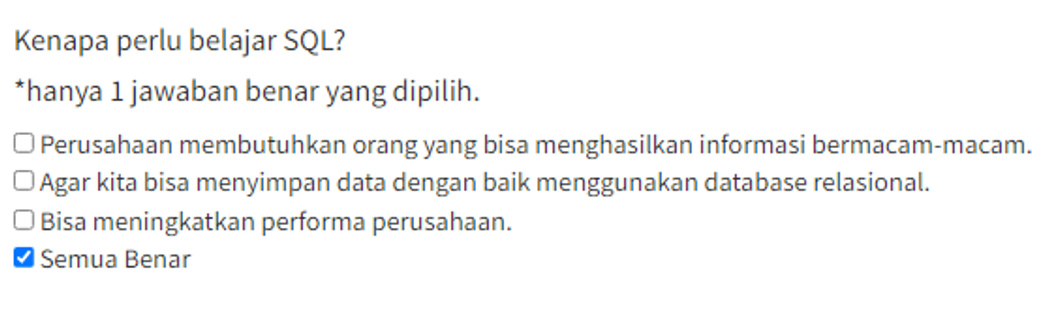 Kenapa perlu belajar SQL?
*hanya 1 jawaban benar yang dipilih.
Perusahaan membutuhkan orang yang bisa menghasilkan informasi bermacam-macam.
Agar kita bisa menyimpan data dengan baik menggunakan database relasional.
Bisa meningkatkan performa perusahaan.
Semua Benar